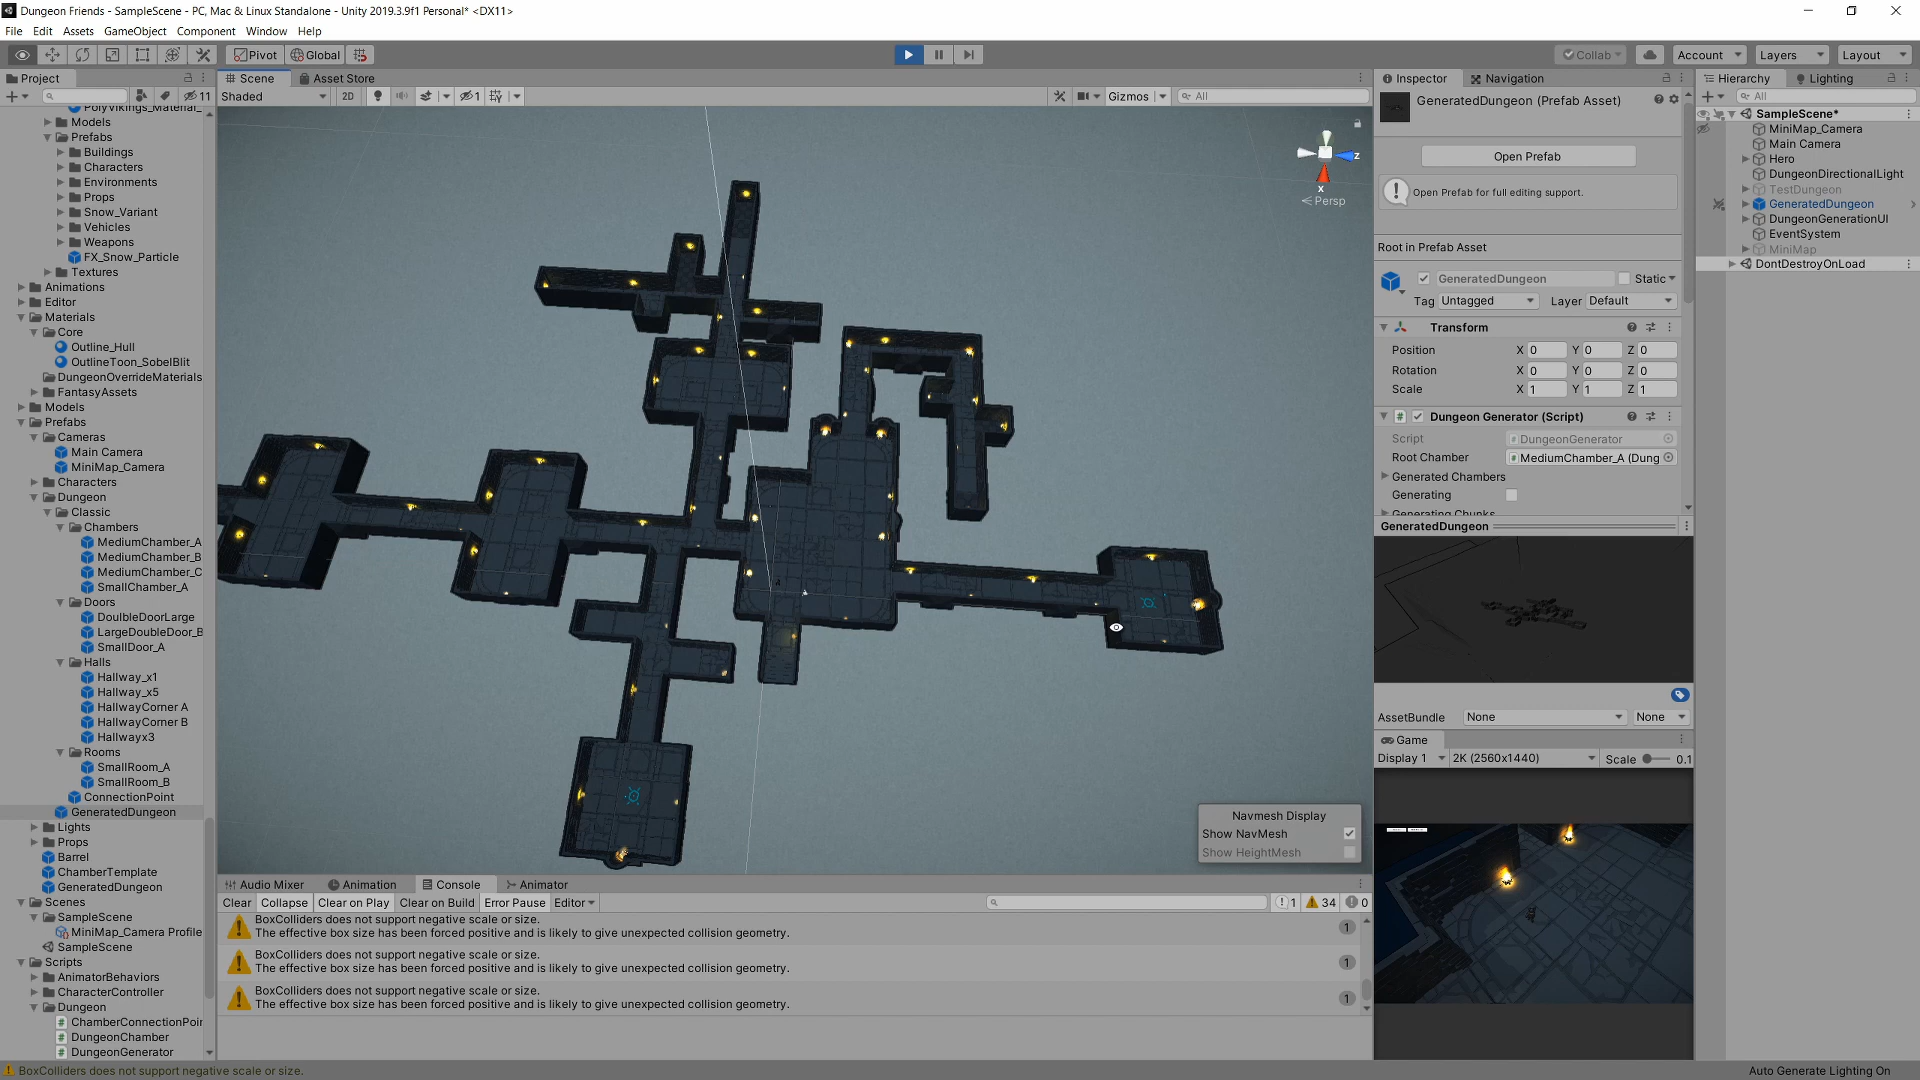 Dungeon Friends - SampleScene - PC, Mac & Linux Standalone - Unity 2019.3.9f1 Personal* <DX11>
File Edit Assets GameObject Component Window Help
Pivot Global Collab Account Layers Layout
Project
11
PolyVikings_Material_
Models
Prefabs
Buildings
Characters
Environments
Props
Snow_Variant
Vehicles
Weapons
FX_Snow_Particle
Textures
Animations
Editor
Materials
Core
Outline_Hull
OutlineToon_SobelBlit
DungeonOverrideMaterials
FantasyAssets
Models
Prefabs
Cameras
Main Camera
MiniMap_Camera
Characters
Dungeon
Classic
Chambers
MediumChamber_A
MediumChamber_B
MediumChamber_C
SmallChamber_A
Doors
DoulbleDoorLarge
LargeDoubleDoor_B
SmallDoor_A
Halls
Hallway_x1
Hallway_x5
HallwayCorner A
HallwayCorner B
Hallwayx3
Rooms
SmallRoom_A
SmallRoom_B
ConnectionPoint
GeneratedDungeon
Lights
Props
Barrel
ChamberTemplate
GeneratedDungeon
Scenes
SampleScene
MiniMap_Camera Profile
SampleScene
Scripts
AnimatorBehaviors
CharacterController
Dungeon
ChamberConnectionPoin
DungeonChamber
DungeonGenerator
Scene Asset Store
Shaded 2D 1 Gizmos All
z
x
Persp
Navmesh Display
Show NavMesh
Show HeightMesh
Audio Mixer Animation Console Animator
Clear Collapse Clear on Play Clear on Build Error Pause Editor 1 34 0
BoxColliders does not support negative scale or size.
The effective box size has been forced positive and is likely to give unexpected collision geometry.
1
BoxColliders does not support negative scale or size.
The effective box size has been forced positive and is likely to give unexpected collision geometry.
1
BoxColliders does not support negative scale or size.
The effective box size has been forced positive and is likely to give unexpected collision geometry.
1
Inspector Navigation
GeneratedDungeon (Prefab Asset)
Open Prefab
Open Prefab for full editing support.
Root in Prefab Asset
GeneratedDungeon Static
Tag Untagged Layer Default
Transform
Position X 0 Y 0 Z 0
Rotation X 0 Y 0 Z 0
Scale X 1 Y 1 Z 1
Dungeon Generator (Script)
Script DungeonGenerator
Root Chamber MediumChamber_A (Dung
Generated Chambers
Generating
Generating Chunks
GeneratedDungeon
AssetBundle None None
Game
Display 1 2K (2560x1440) Scale 0.1
Hierarchy Lighting
All
SampleScene*
MiniMap_Camera
Main Camera
Hero
DungeonDirectionalLight
TestDungeon
GeneratedDungeon
DungeonGenerationUI
EventSystem
MiniMap
DontDestroyOnLoad
BoxColliders does not support negative scale or size.
Auto Generate Lighting On